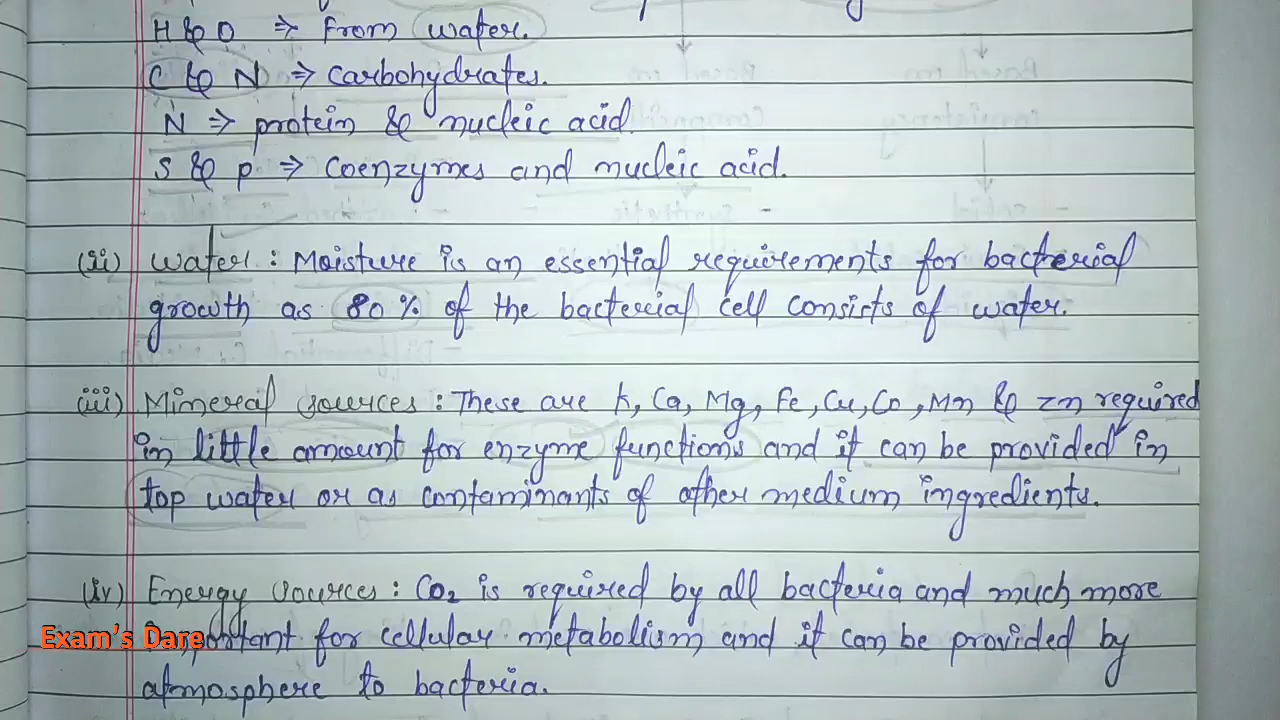 H & O ⇒ From water.
C & N ⇒ carbohydrates.
N ⇒ protein & nucleic acid.
S & p ⇒ coenzymes and nucleic acid.
(ii) Water : Moisture is an essential requirements for bacterial
growth as 80% of the bacterial cell consists of water.
(iii) Mineral sources : These are K, Ca, Mg, Fe, Cu, Co, Mn & zn required
in little amount for enzyme functions and it can be provided in
top water or as contaminants of other medium ingredients.
(iv) Energy sources : CO₂ is required by all bacteria and much more
important for cellular metabolism and it can be provided by
atmosphere to bacteria.
Exam's Dare